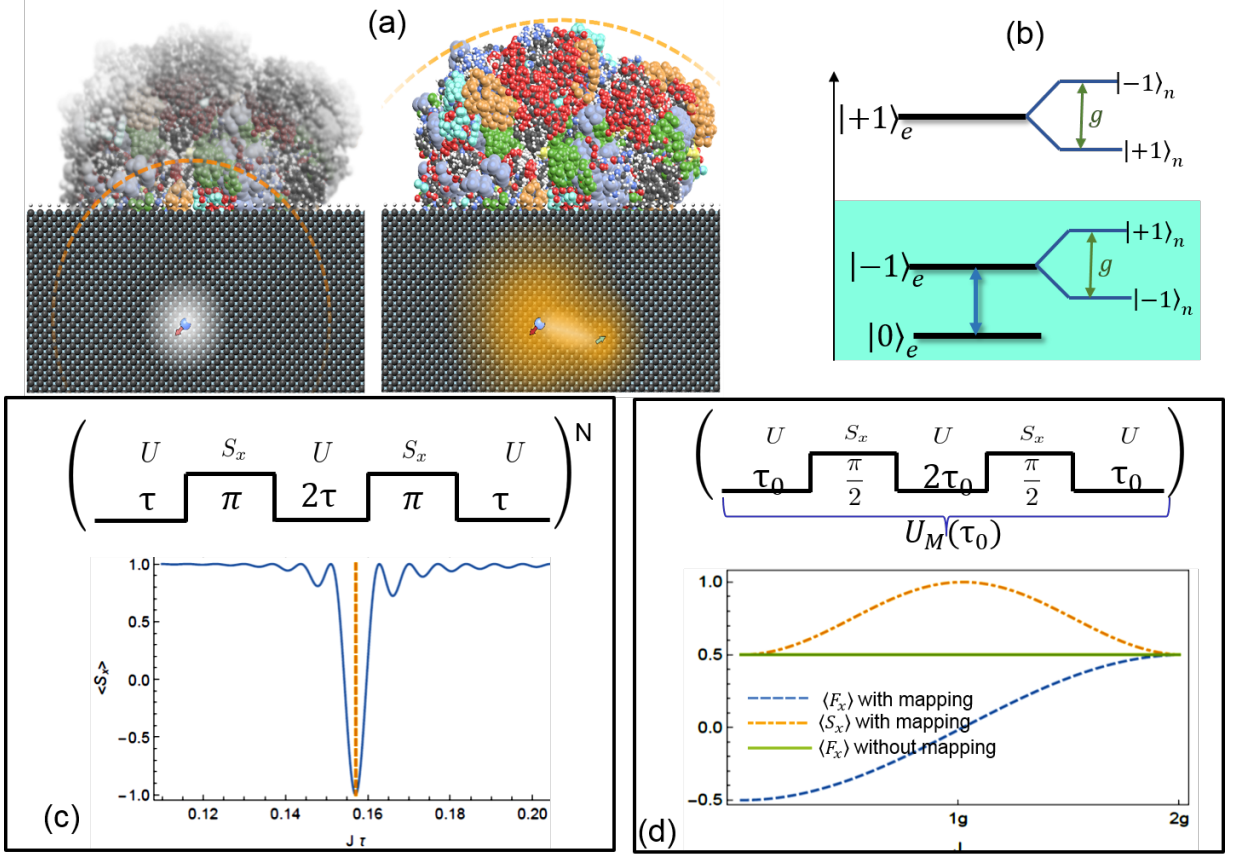 (a)
(b)
|+1⟩e
|−1⟩n
g
|+1⟩n
|−1⟩e
|+1⟩n
g
|−1⟩n
|0⟩e
N
U Sx U Sx U
τ π 2τ π τ
1.0
0.5
0.0
−0.5
−1.0
<Sx>
0.12 0.14 0.16 0.18 0.20
J τ
(c)
U Sx U Sx U
τ0 π/2 2τ0 π/2 τ0
UM(τ0)
1.0
0.5
0.0
−0.5
⟨Fx⟩ with mapping
⟨Sx⟩ with mapping
⟨Fx⟩ without mapping
1g 2g
(d)